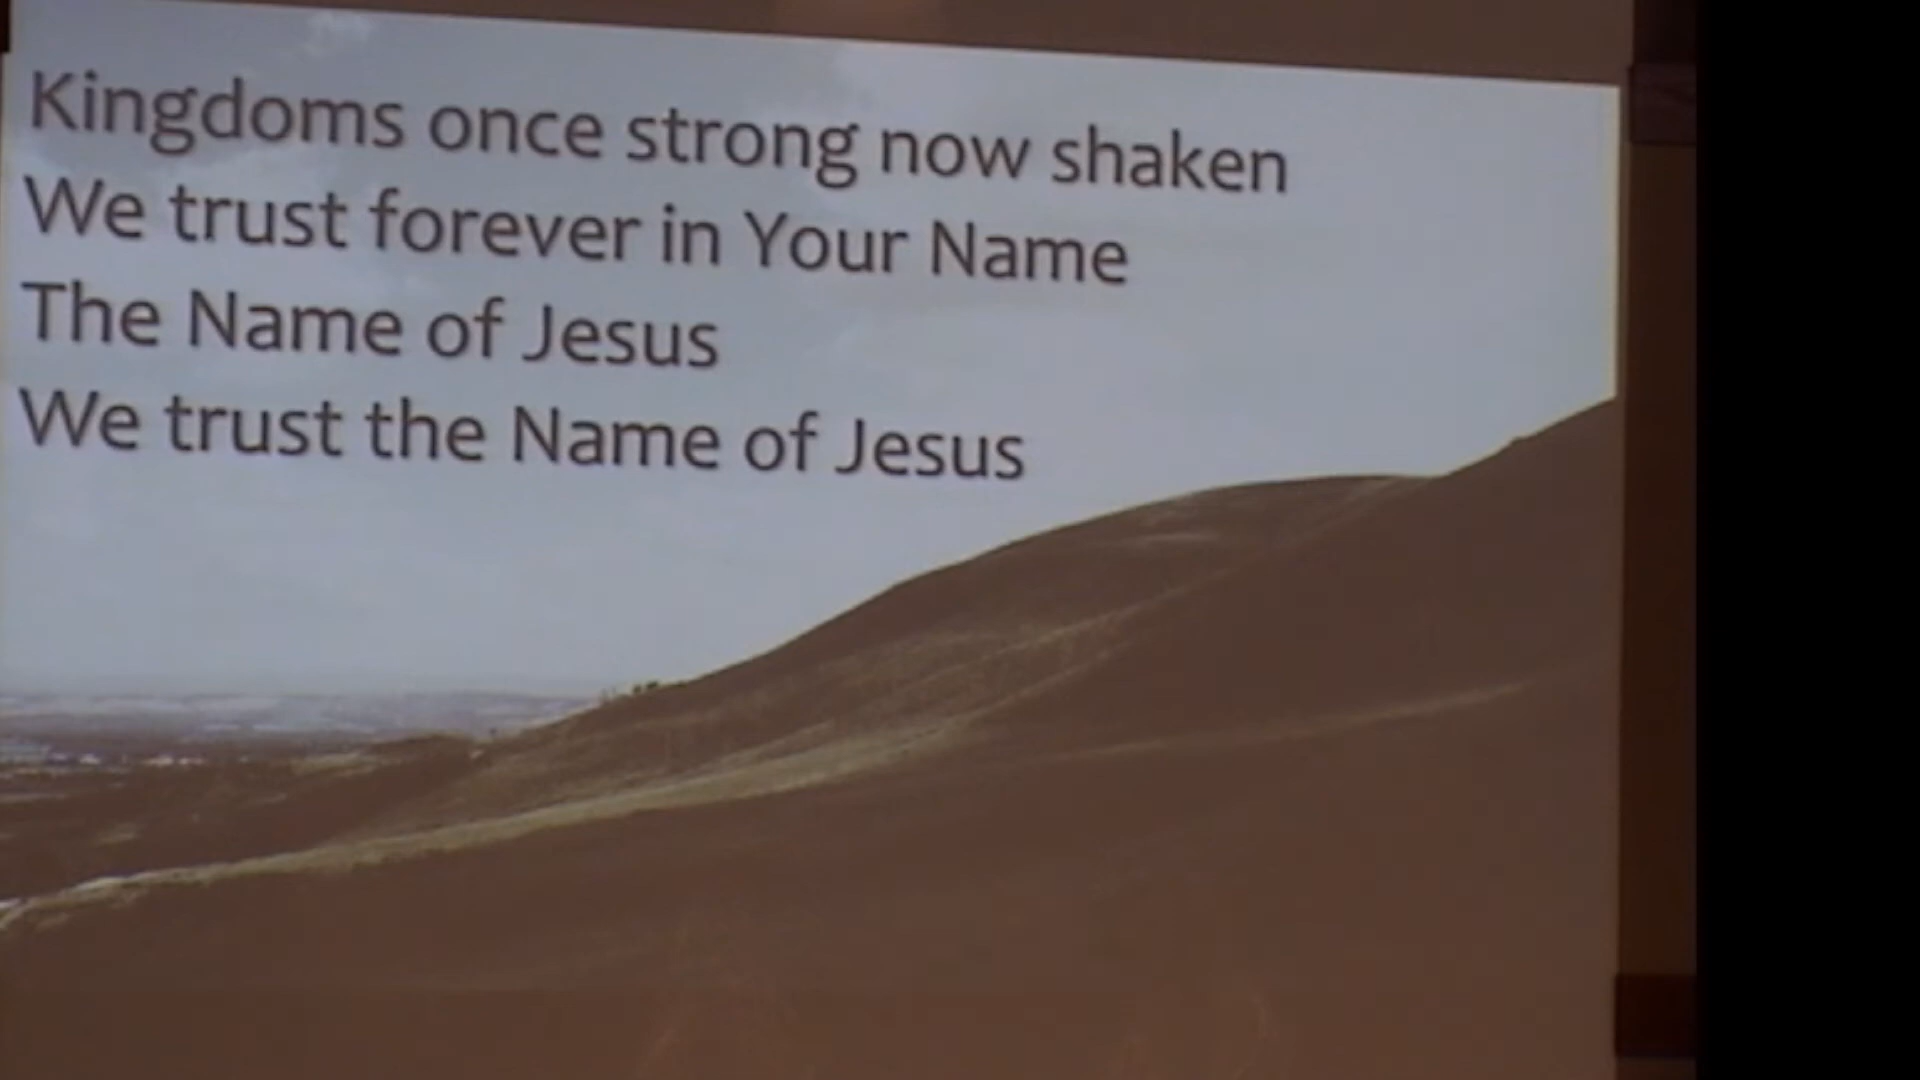 Kingdoms once strong now shaken
We trust forever in Your Name
The Name of Jesus
We trust the Name of Jesus